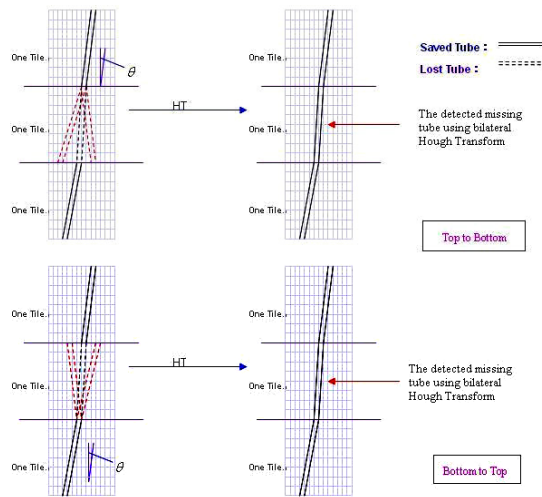 One Tile.
θ
One Tile.
One Tile.
HT
One Tile.
One Tile.
One Tile.
Saved Tube :
Lost Tube :
The detected missing
tube using bilateral
Hough Transform
Top to Bottom
One Tile.
One Tile.
One Tile.
θ
HT
One Tile.
One Tile.
One Tile.
The detected missing
tube using bilateral
Hough Transform
Bottom to Top